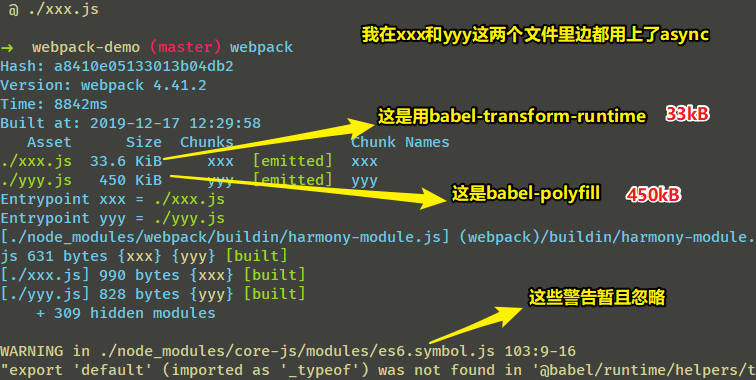 @ ./xxx.js
→ webpack-demo (master) webpack
我在xxx和yyy这两个文件里边都用上了async
Hash: a8410e05133013b04db2
Version: webpack 4.41.2
Time: 8842ms
这是用babel-transform-runtime 33kB
Built at: 2019-12-17 12:29:58
Asset Size Chunks Chunk Names
./xxx.js 33.6 KiB xxx [emitted] xxx
./yyy.js 450 KiB yyy [emitted] yyy
这是babel-polyfill 450kB
Entrypoint xxx = ./xxx.js
Entrypoint yyy = ./yyy.js
[./node_modules/webpack/buildin/harmony-module.js] (webpack)/buildin/harmony-module.
js 631 bytes {xxx} {yyy} [built]
[./xxx.js] 990 bytes {xxx} [built]
[./yyy.js] 828 bytes {yyy} [built]
这些警告暂且忽略
+ 309 hidden modules
WARNING in ./node_modules/core-js/modules/es6.symbol.js 103:9-16
"export 'default' (imported as '_typeof') was not found in '@babel/runtime/helpers/t